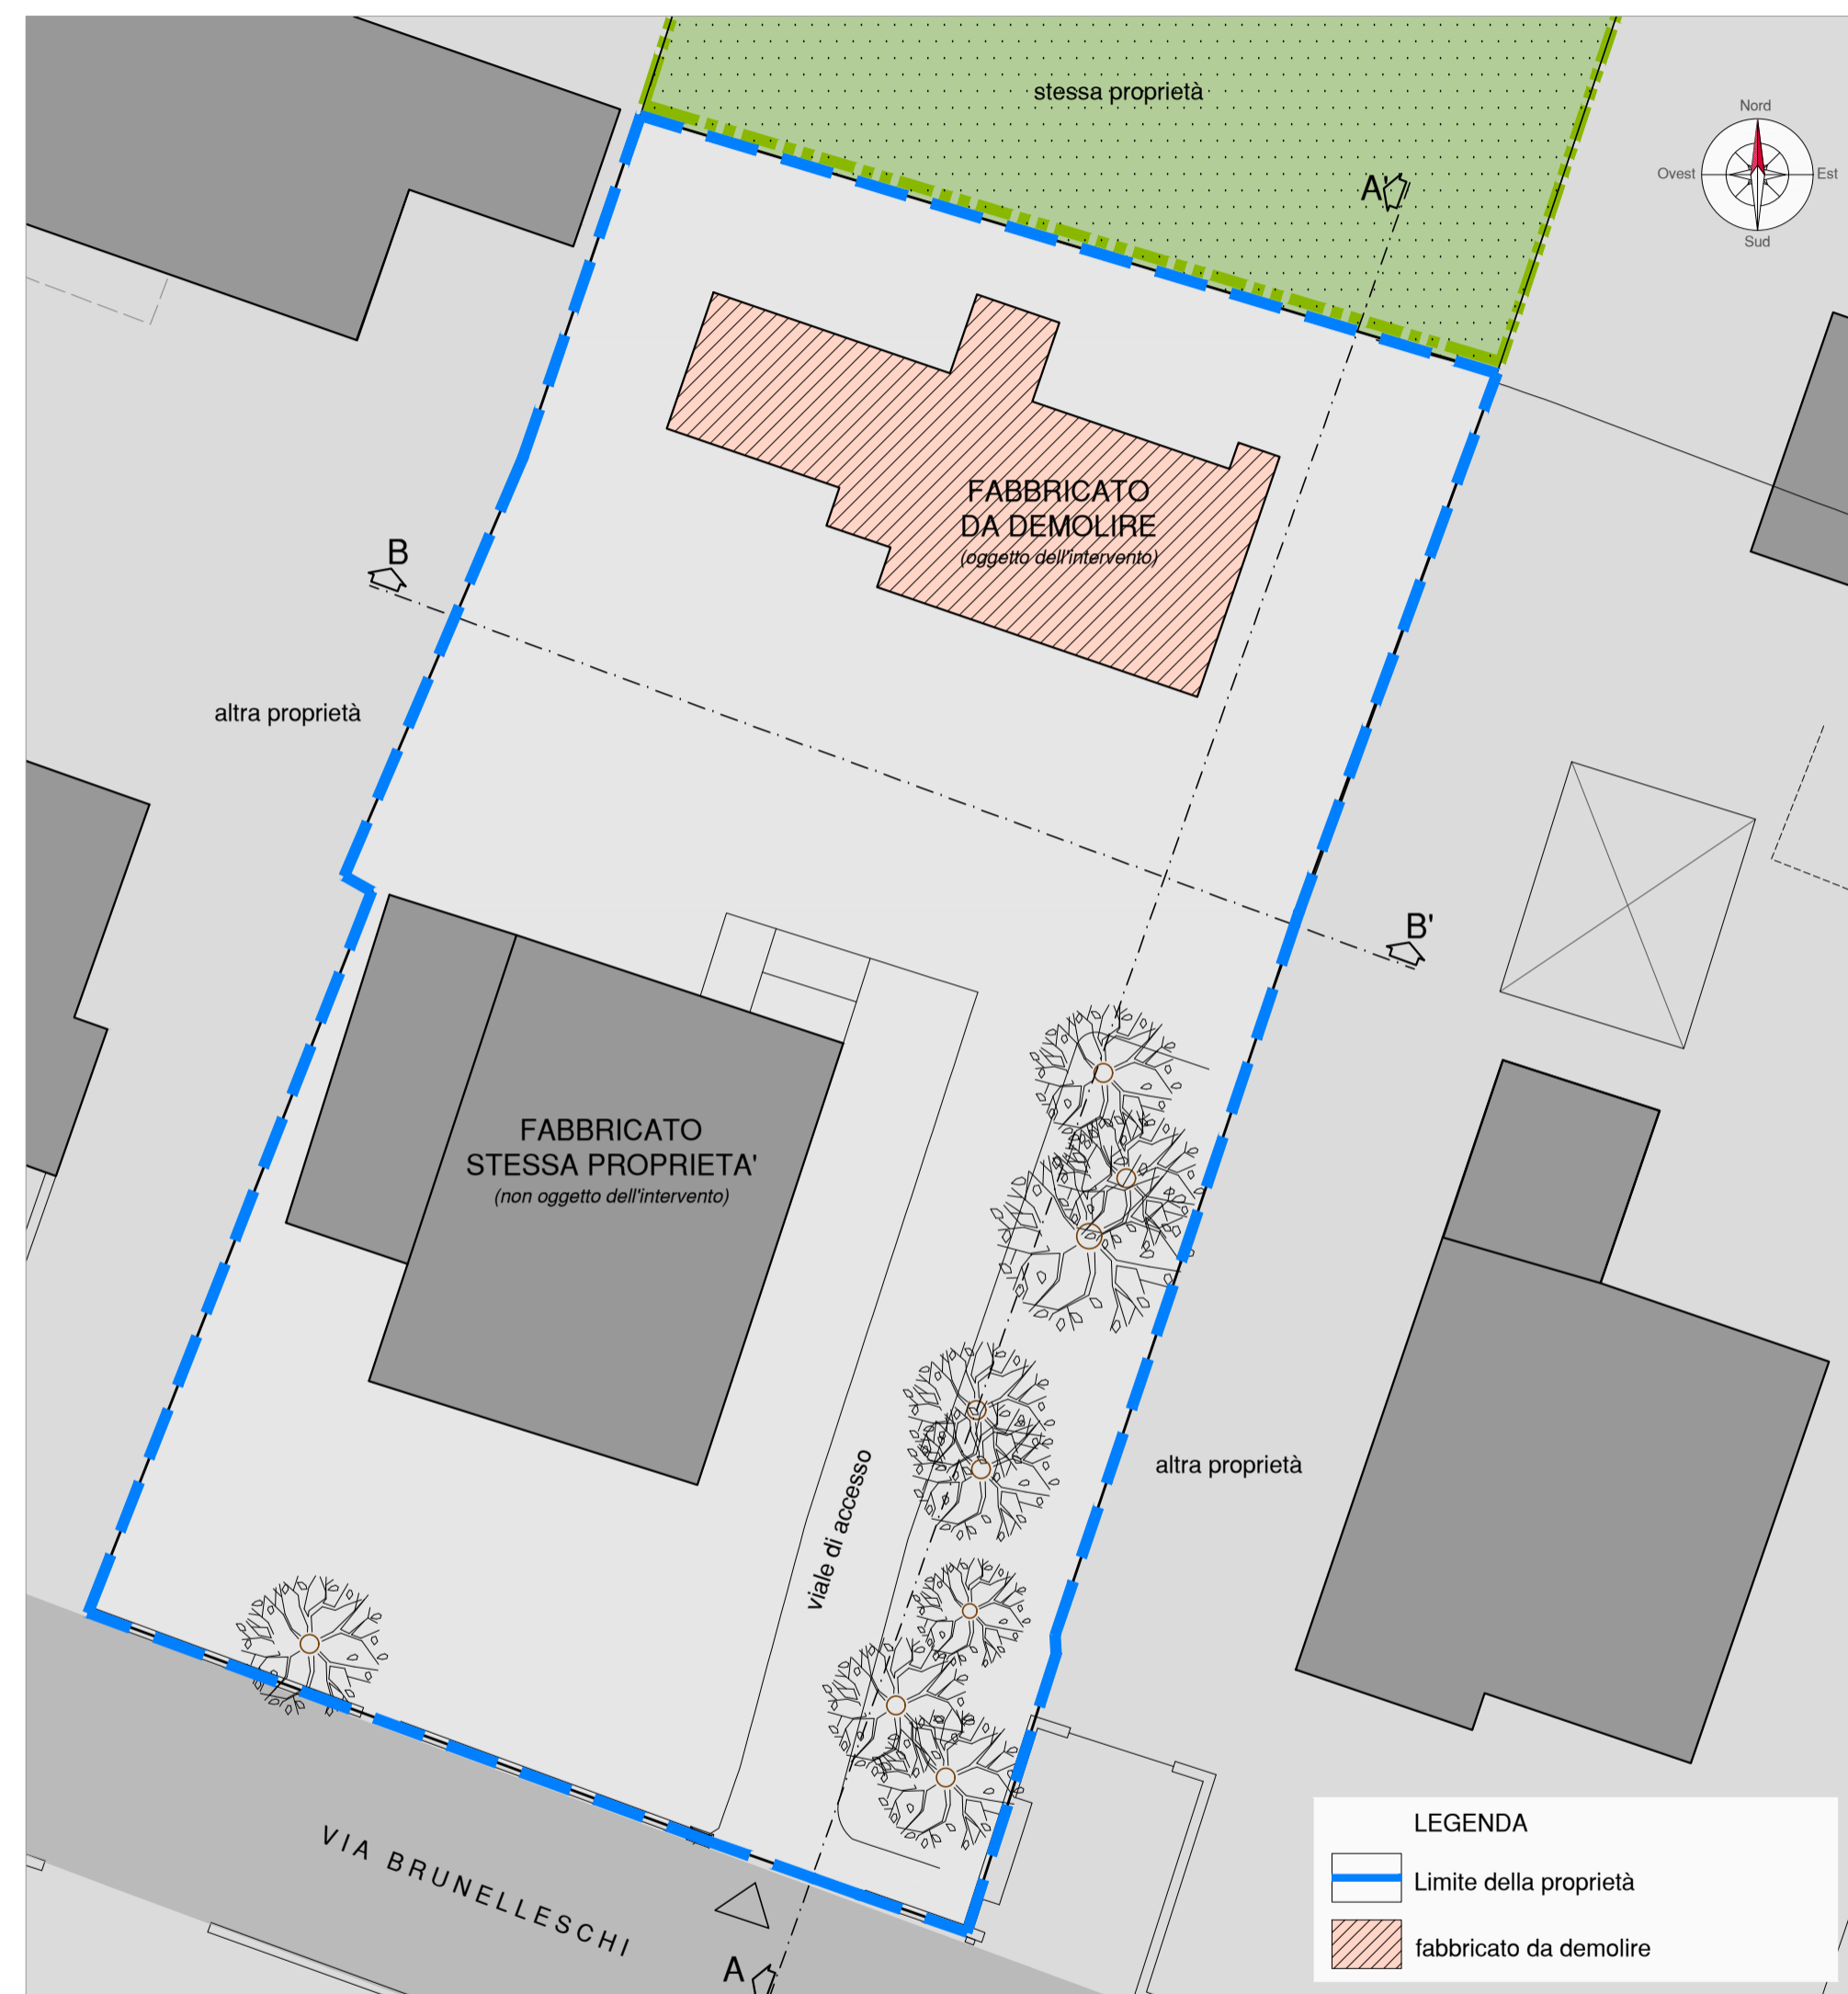 stessa proprietà
Nord
Ovest
Est
Sud
A'
FABBRICATO
DA DEMOLIRE
(oggetto dell'intervento)
B
altra proprietà
B'
FABBRICATO
STESSA PROPRIETA'
(non oggetto dell'intervento)
viale di accesso
altra proprietà
VIA BRUNELLESCHI
A
LEGENDA
Limite della proprietà
fabbricato da demolire